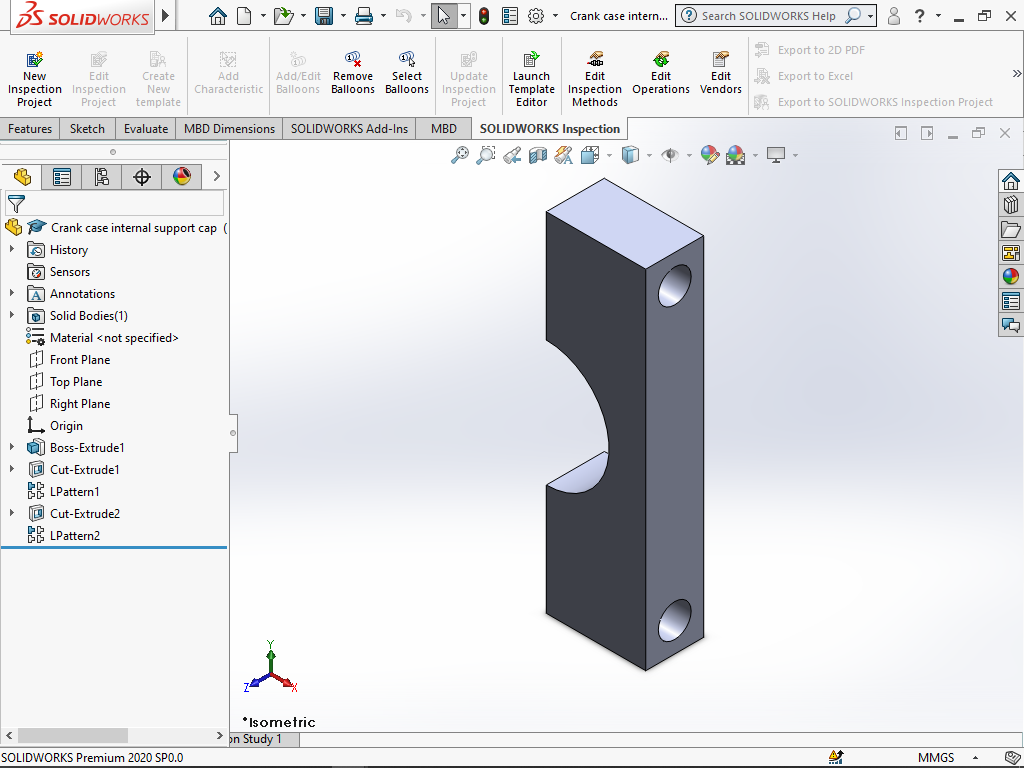 SOLIDWORKS
Crank case intern...
Search SOLIDWORKS Help
New Inspection Project
Edit Inspection Project
Create New template
Add Characteristic
Add/Edit Balloons
Remove Balloons
Select Balloons
Update Inspection Project
Launch Template Editor
Edit Inspection Methods
Edit Operations
Edit Vendors
Export to 2D PDF
Export to Excel
Export to SOLIDWORKS Inspection Project
Features
Sketch
Evaluate
MBD Dimensions
SOLIDWORKS Add-Ins
MBD
SOLIDWORKS Inspection
Crank case internal support cap (
History
Sensors
Annotations
Solid Bodies(1)
Material <not specified>
Front Plane
Top Plane
Right Plane
Origin
Boss-Extrude1
Cut-Extrude1
LPattern1
Cut-Extrude2
LPattern2
Y
Z
X
*Isometric
on Study 1
SOLIDWORKS Premium 2020 SP0.0
MMGS